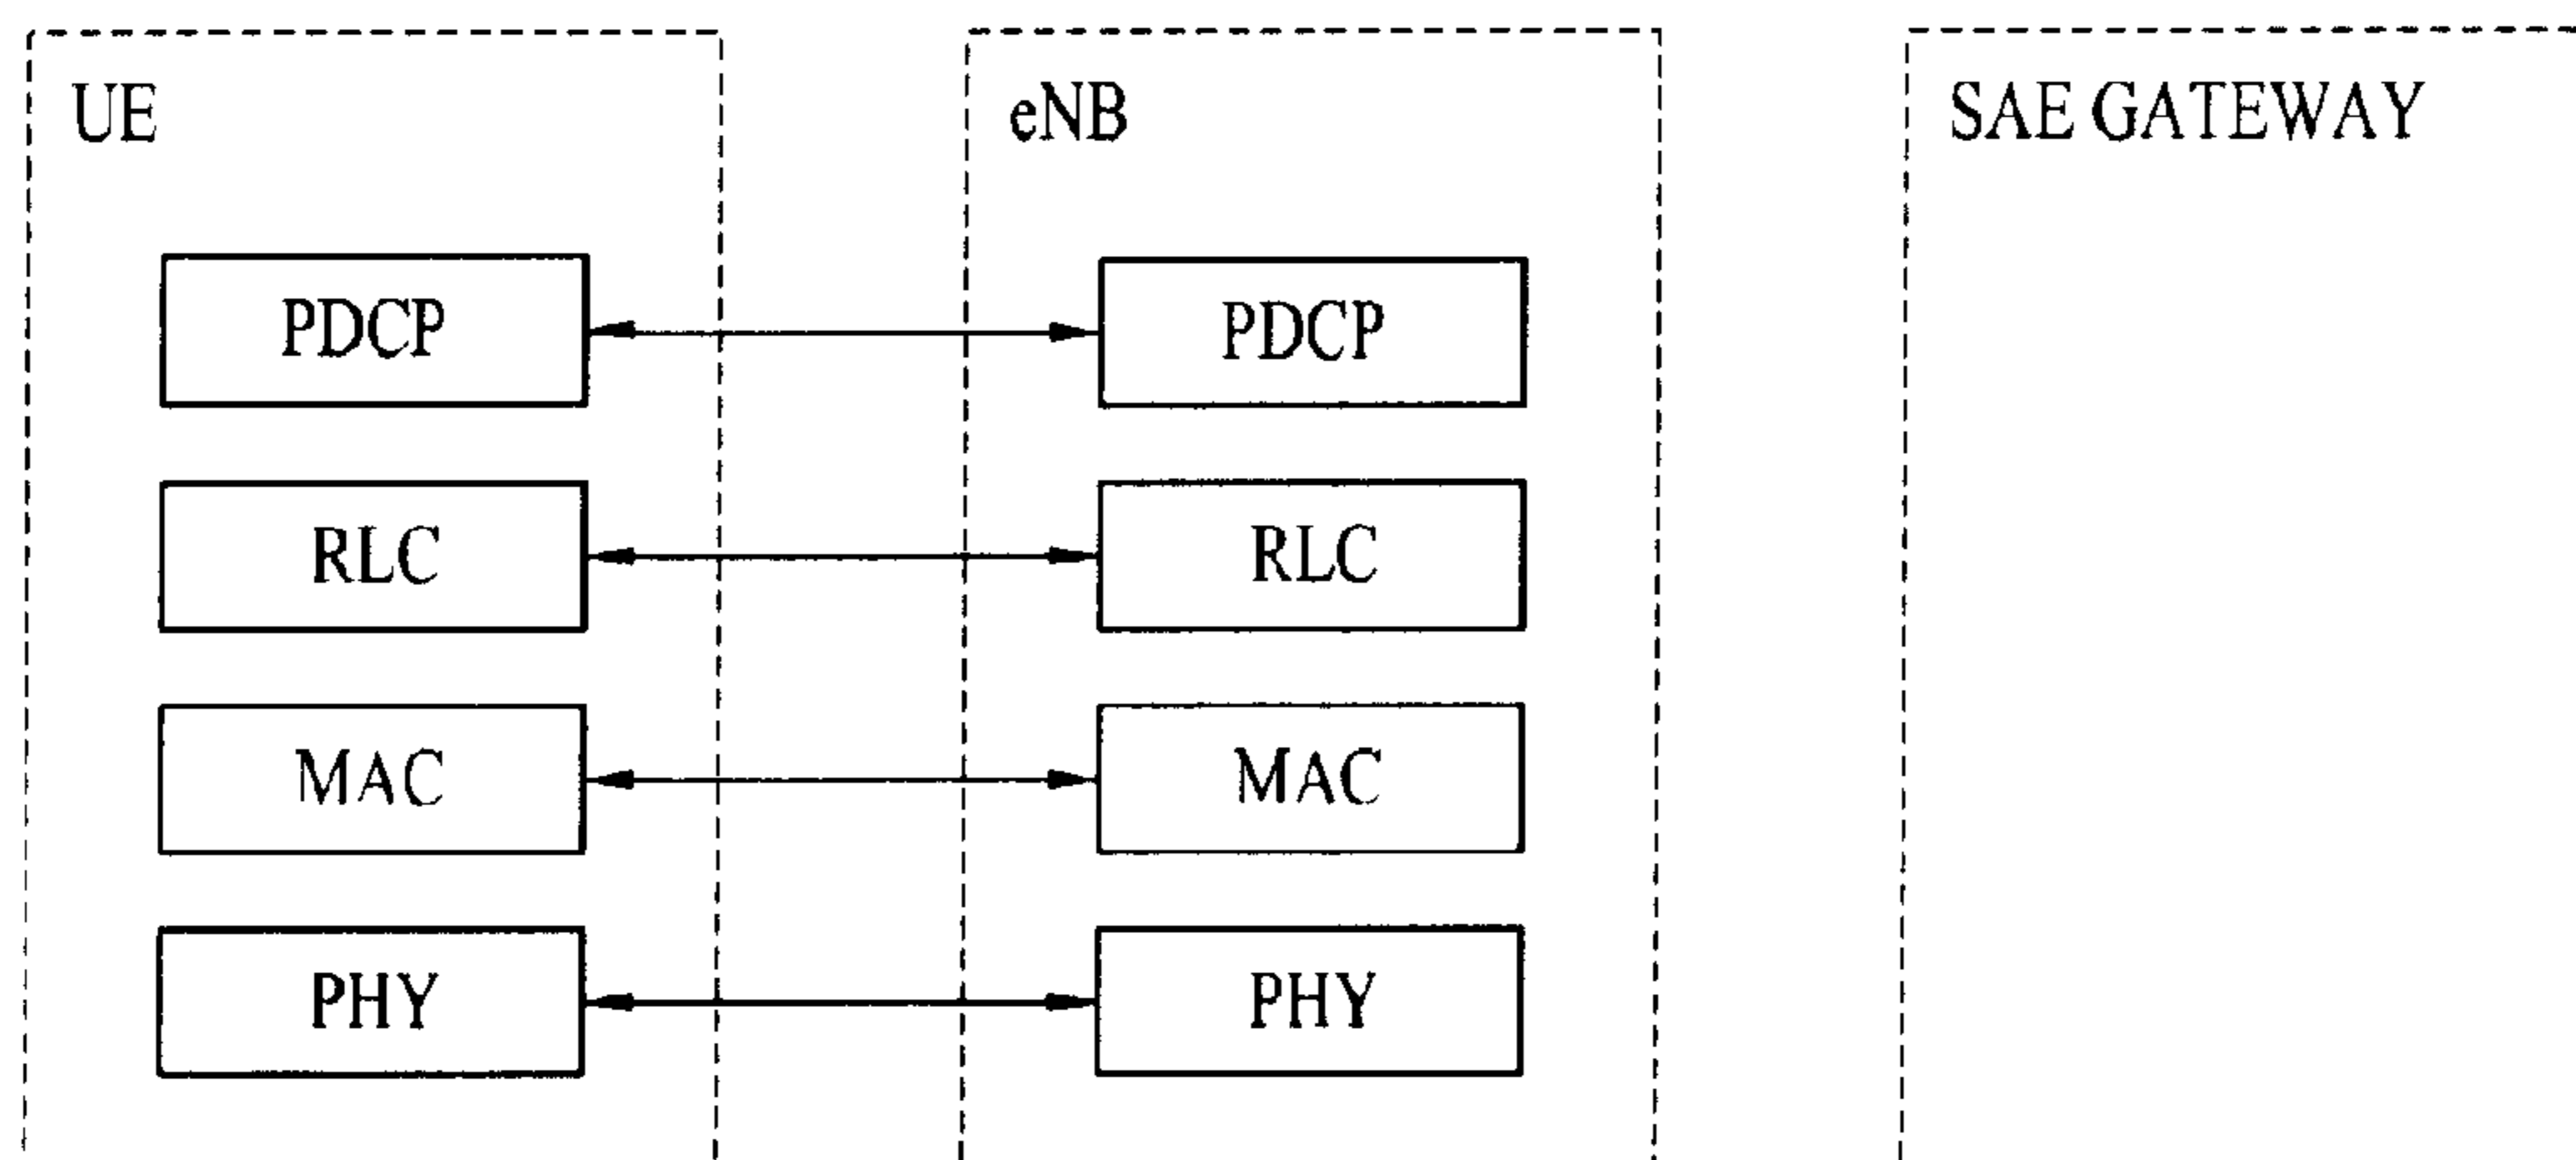 UE
eNB
SAE GATEWAY
PDCP
PDCP
RLC
RLC
MAC
MAC
PHY
PHY